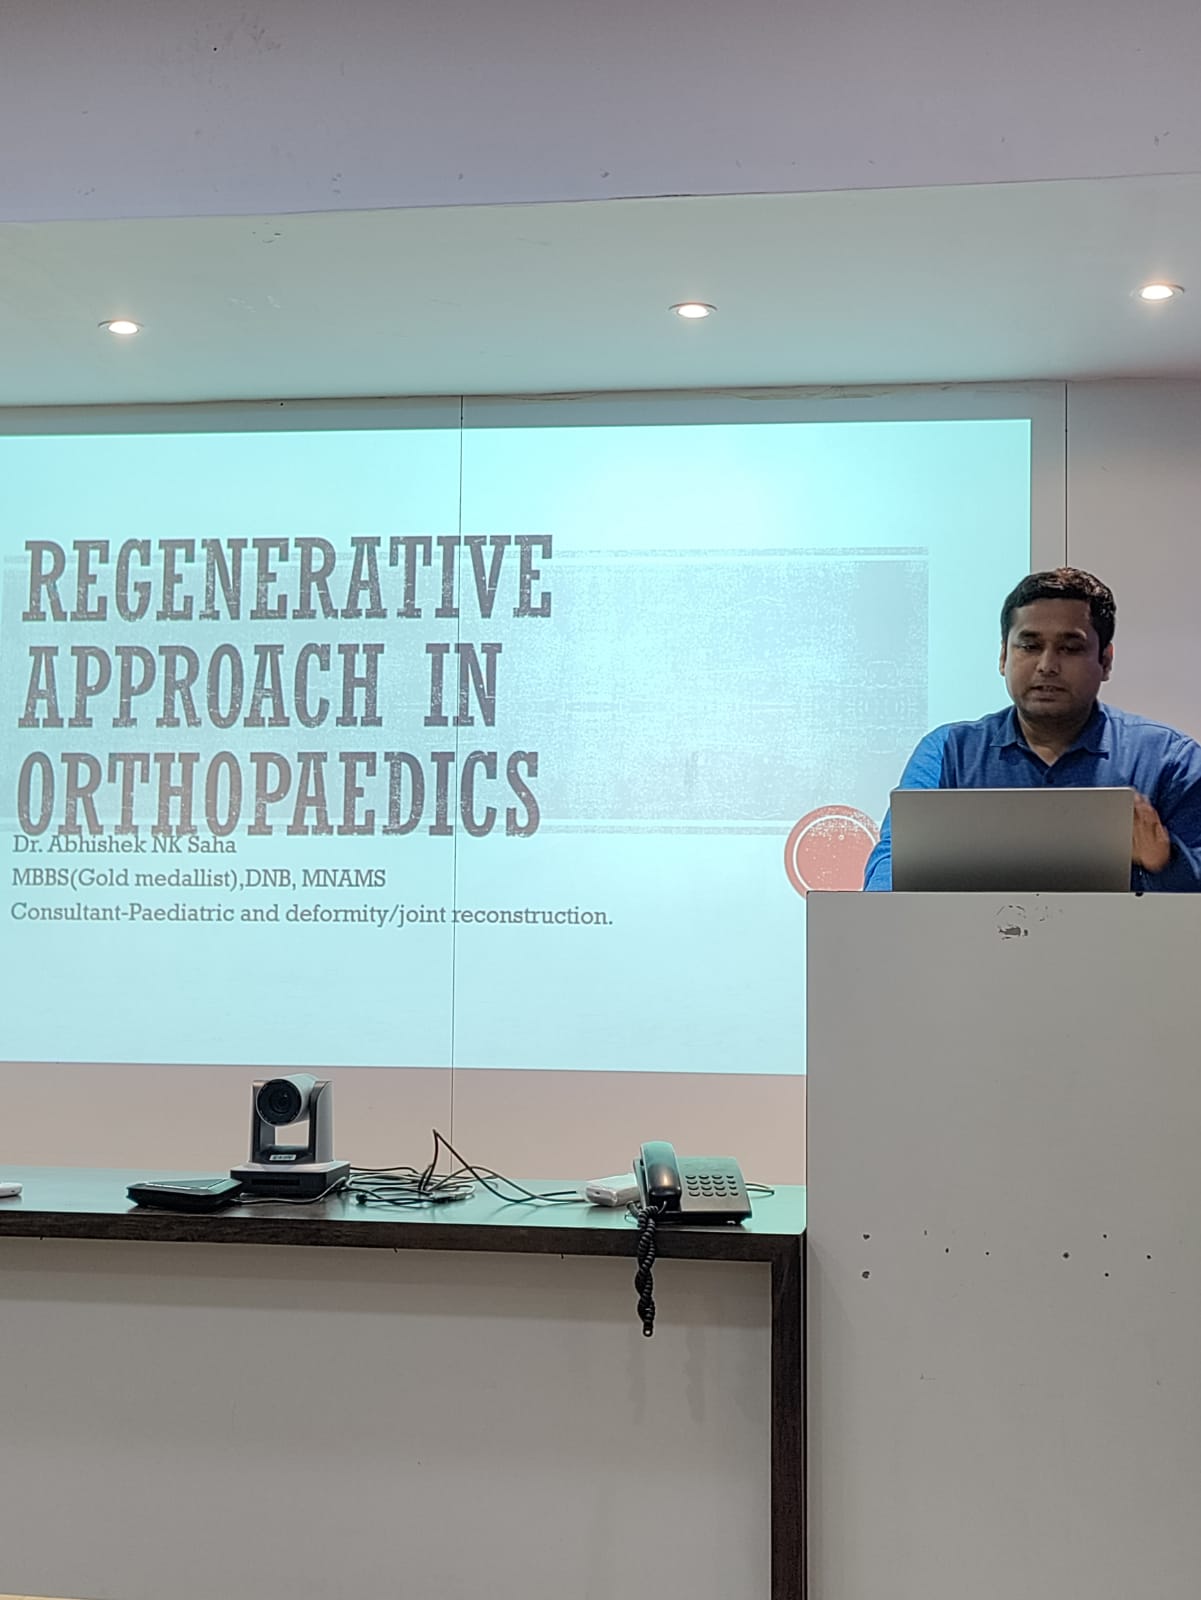 REGENERATIVE
APPROACH IN
ORTHOPAEDICS
Dr. Abhishek NK Saha
MBBS(Gold medallist),DNB, MNAMS
Consultant-Paediatric and deformity/joint reconstruction.